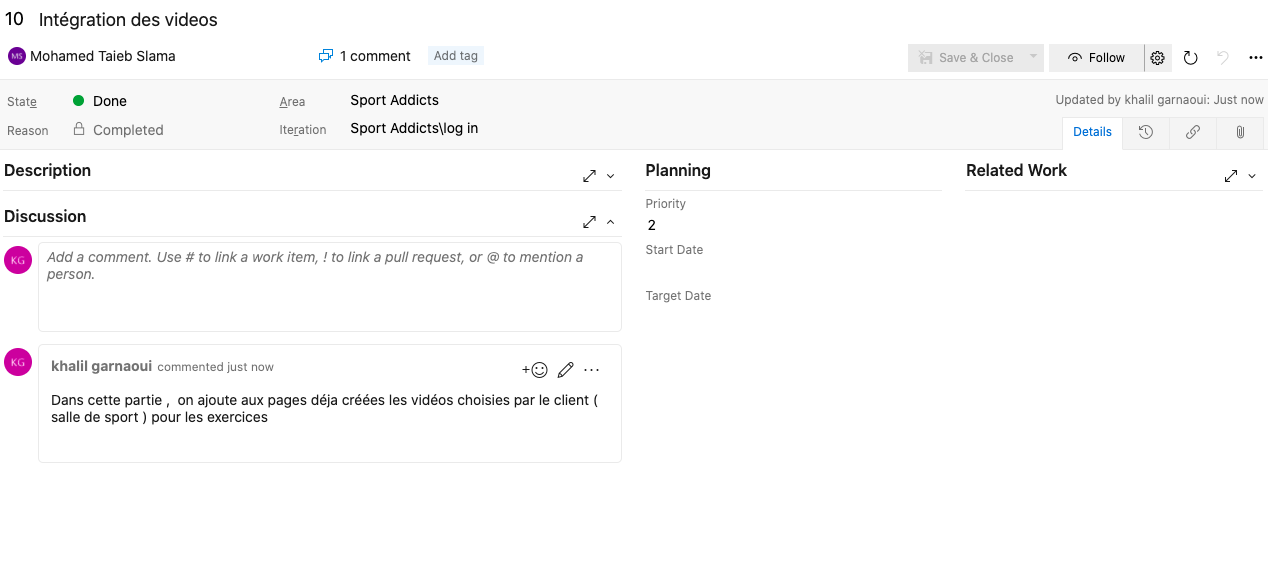 10 Intégration des videos
MS Mohamed Taieb Slama 1 comment Add tag Save & Close Follow
State Done Area Sport Addicts Updated by khalil garnaoui: Just now
Reason Completed Iteration Sport Addicts\log in
Details
Description Planning Related Work
Priority
2
Start Date
Target Date
Discussion
KG Add a comment. Use # to link a work item, ! to link a pull request, or @ to mention a
person.
KG khalil garnaoui commented just now
Dans cette partie , on ajoute aux pages déja créées les vidéos choisies par le client (
salle de sport ) pour les exercices